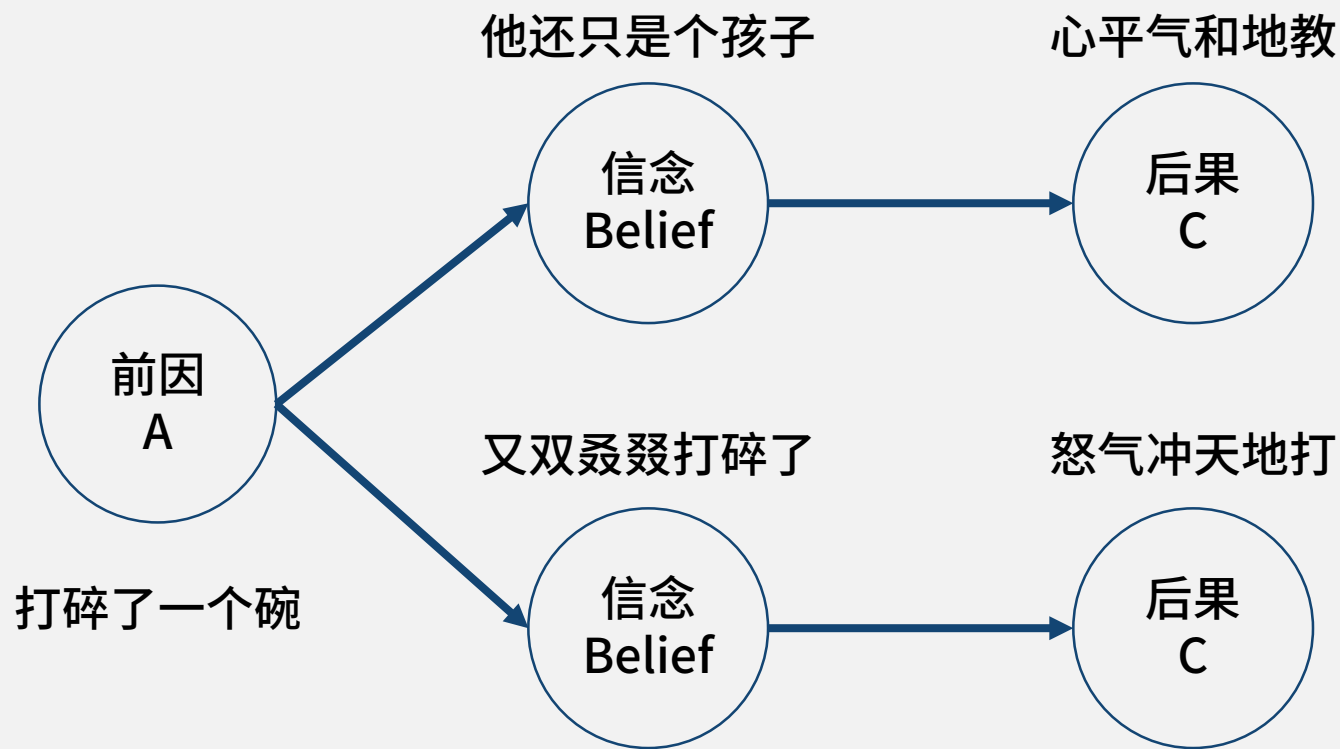 他还只是个孩子
心平气和地教
信念
Belief
后果
C
前因
A
打碎了一个碗
又双叒叕打碎了
怒气冲天地打
信念
Belief
后果
C